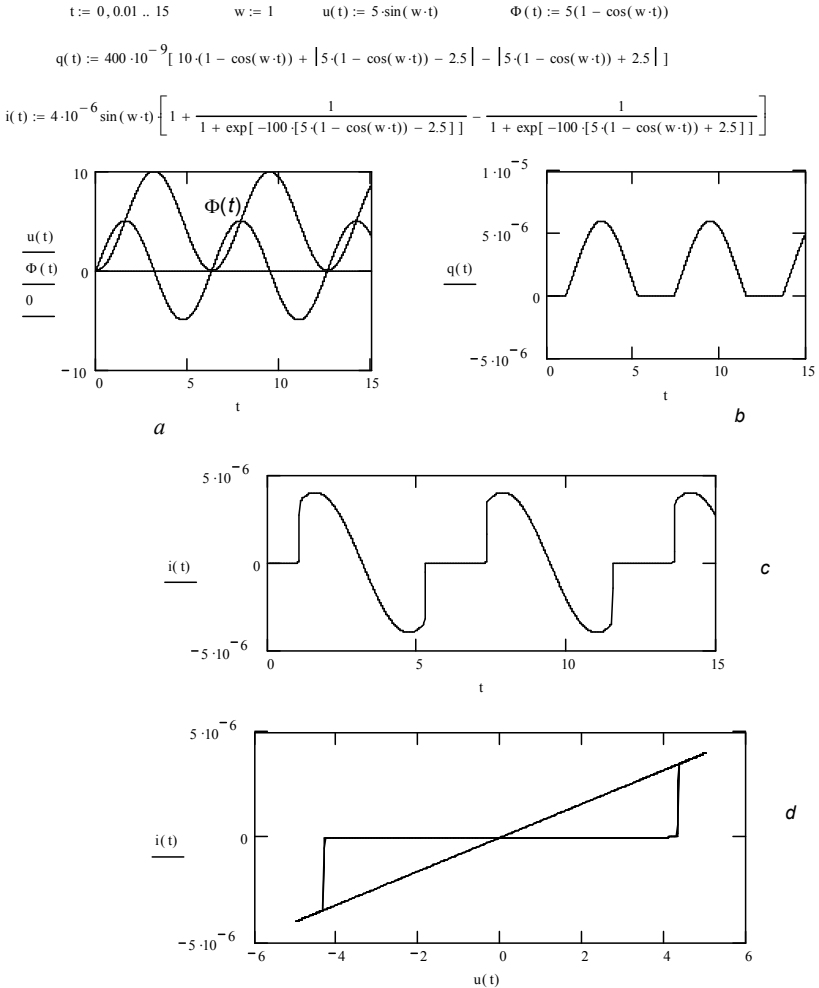 t := 0, 0.01 .. 15 w := 1 u( t) := 5·sin( w·t) Φ( t) := 5( 1 − cos( w·t))
q( t) := 400·10^−9[ 10·( 1 − cos( w·t)) + |5·( 1 − cos( w·t)) − 2.5| − |5·( 1 − cos( w·t)) + 2.5| ]
i( t) := 4·10^−6 sin( w·t)·[ 1 + 1/(1 + exp[ −100·[ 5·( 1 − cos( w·t)) − 2.5] ]) − 1/(1 + exp[ −100·[ 5·( 1 − cos( w·t)) + 2.5] ]) ]
10
Φ(t)
u( t)
Φ( t)
0
0
−10
0 5 10 15
t
a
1·10^−5
5·10^−6
q( t)
0
−5·10^−6
0 5 10 15
t
b
5·10^−6
i( t)
0
−5·10^−6
0 5 10 15
t
c
5·10^−6
i( t)
0
−5·10^−6
−6 −4 −2 0 2 4 6
u( t)
d